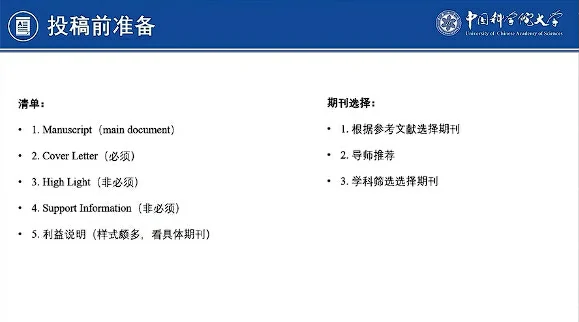 投稿前准备
中国科学院大学
University of Chinese Academy of Sciences
清单：
• 1. Manuscript（main document）
• 2. Cover Letter（必须）
• 3. High Light（非必须）
• 4. Support Information（非必须）
• 5. 利益说明（样式颇多，看具体期刊）
期刊选择：
• 1. 根据参考文献选择期刊
• 2. 导师推荐
• 3. 学科筛选选择期刊